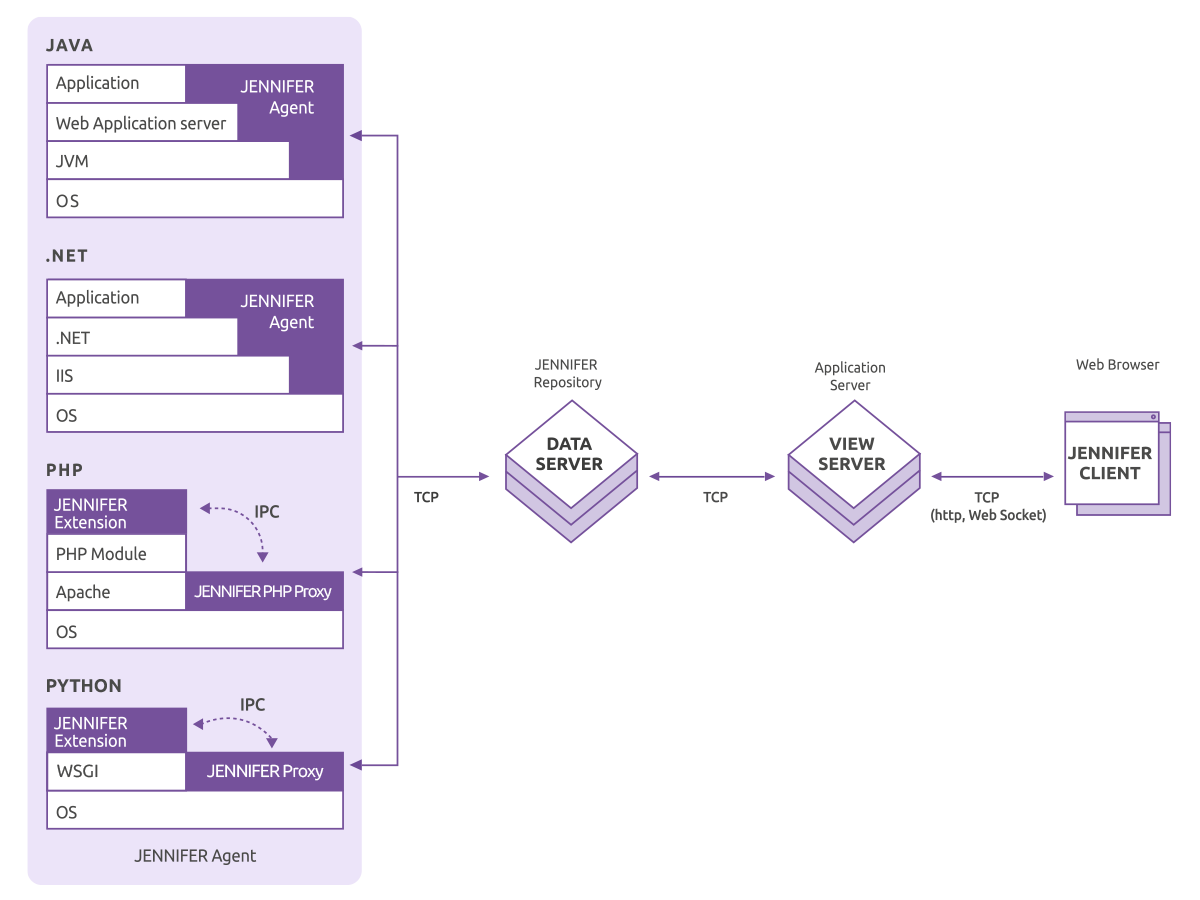 JAVA
Application
JENNIFER
Agent
Web Application server
JVM
OS
.NET
Application
JENNIFER
Agent
.NET
IIS
OS
PHP
JENNIFER
Extension
IPC
PHP Module
Apache
JENNIFER PHP Proxy
OS
PYTHON
JENNIFER
Extension
IPC
WSGI
JENNIFER Proxy
OS
JENNIFER Agent
TCP
JENNIFER
Repository
DATA
SERVER
TCP
Application
Server
VIEW
SERVER
TCP
(http, Web Socket)
Web Browser
JENNIFER
CLIENT